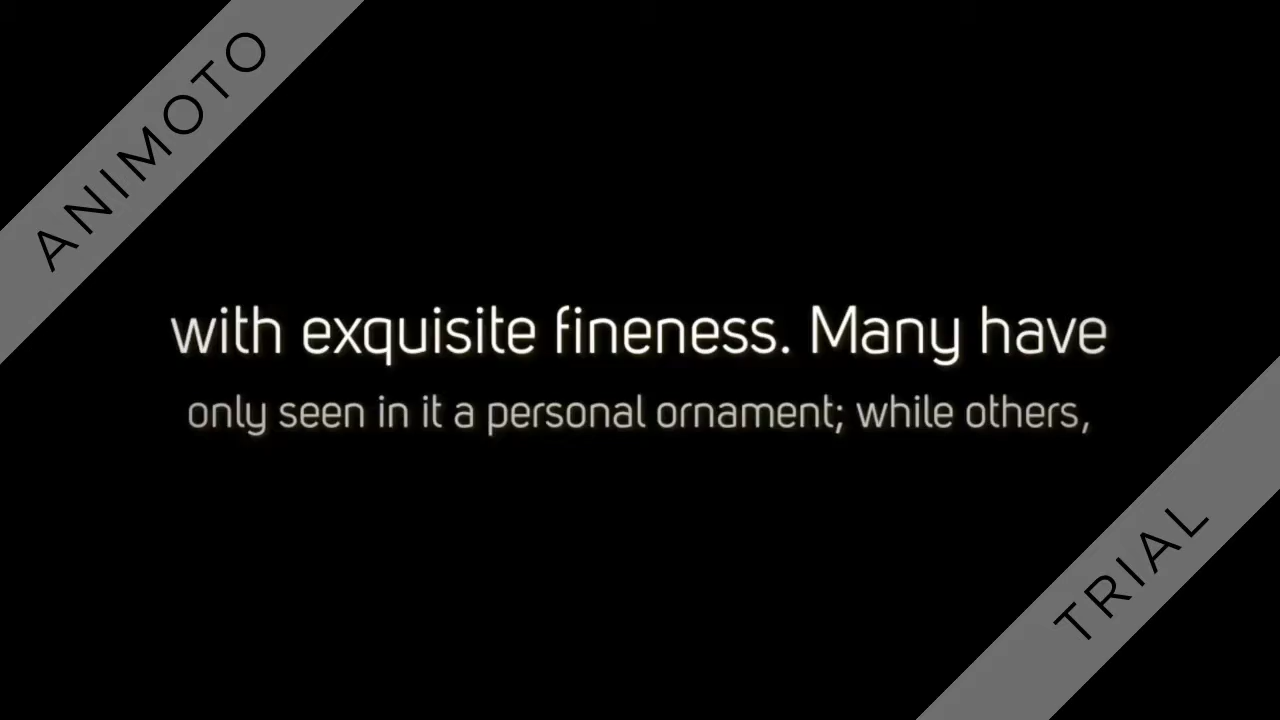 ANIMOTO
with exquisite fineness. Many have
only seen in it a personal ornament; while others,
TRIAL